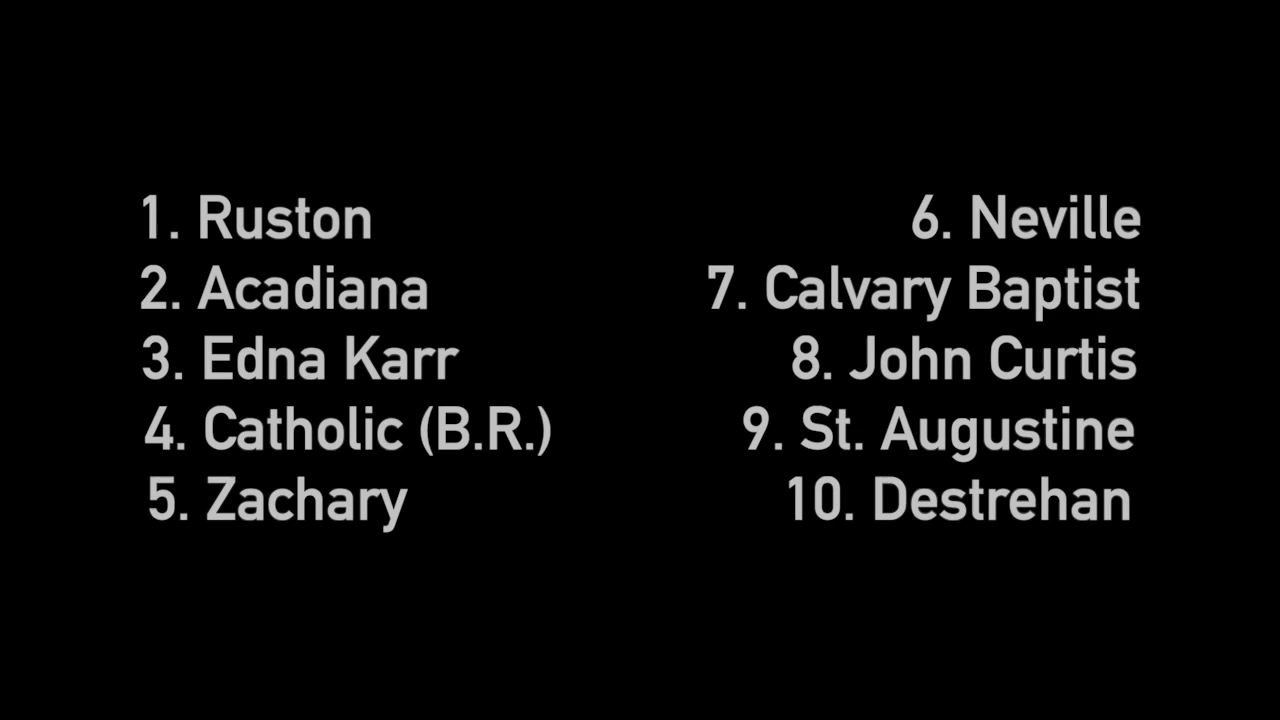 1. Ruston
2. Acadiana
3. Edna Karr
4. Catholic (B.R.)
5. Zachary
6. Neville
7. Calvary Baptist
8. John Curtis
9. St. Augustine
10. Destrehan